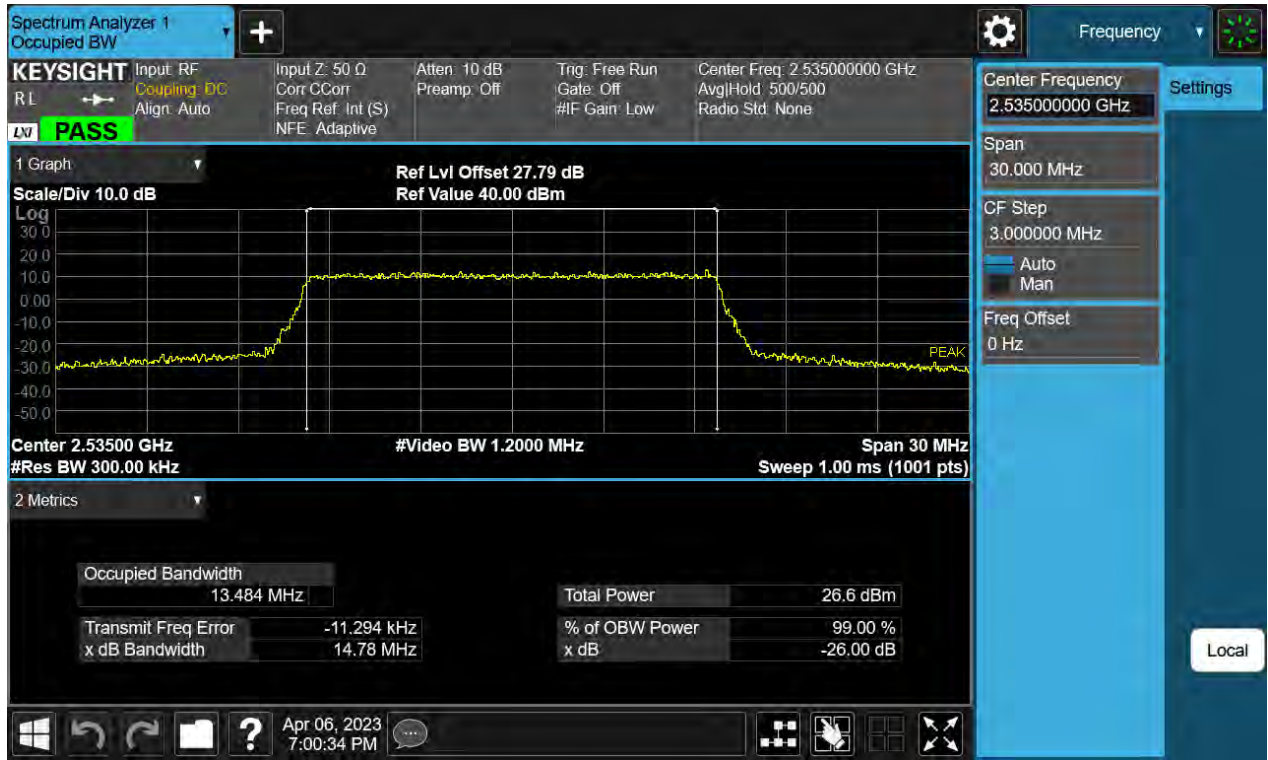 Spectrum Analyzer 1
Occupied BW
+
Frequency
KEYSIGHT
RL
LXI PASS
Input: RF
Coupling: DC
Align: Auto
Input Z: 50 Ω
Corr CCorr
Freq Ref: Int (S)
NFE: Adaptive
Atten: 10 dB
Preamp: Off
Trig: Free Run
Gate: Off
#IF Gain: Low
Center Freq: 2.535000000 GHz
Avg|Hold: 500/500
Radio Std: None
Center Frequency
2.535000000 GHz
Settings
Span
30.000 MHz
CF Step
3.000000 MHz
Auto
Man
Freq Offset
0 Hz
Local
1 Graph
Scale/Div 10.0 dB
Ref Lvl Offset 27.79 dB
Ref Value 40.00 dBm
Log
30.0
20.0
10.0
0.00
-10.0
-20.0
-30.0
-40.0
-50.0
PEAK
Center 2.53500 GHz
#Video BW 1.2000 MHz
Span 30 MHz
#Res BW 300.00 kHz
Sweep 1.00 ms (1001 pts)
2 Metrics
Occupied Bandwidth
13.484 MHz
Total Power 26.6 dBm
Transmit Freq Error -11.294 kHz
% of OBW Power 99.00 %
x dB Bandwidth 14.78 MHz
x dB -26.00 dB
?
Apr 06, 2023
7:00:34 PM